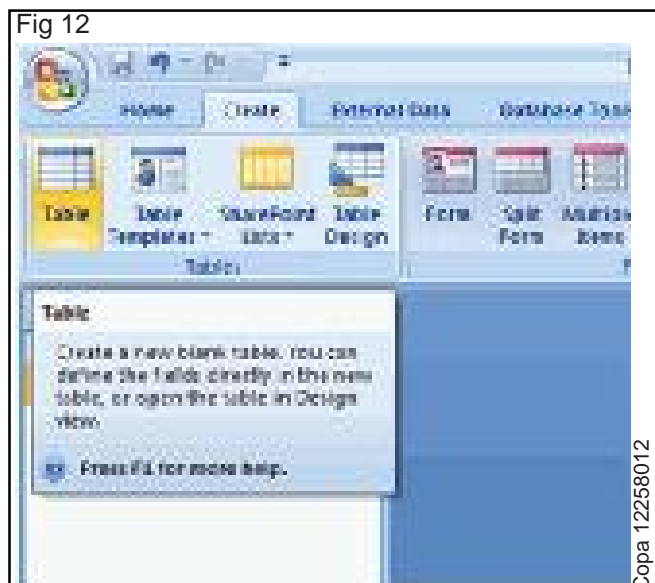 Fig 12
Home Create External Data Database Tools
Table Table Templates SharePoint Lists Table Design Form Split Form Multiple Items
Tables
Table
Create a new blank table. You can
define the fields directly in the new
table, or open the table in Design
view.
Press F1 for more help.
Copa 12258012